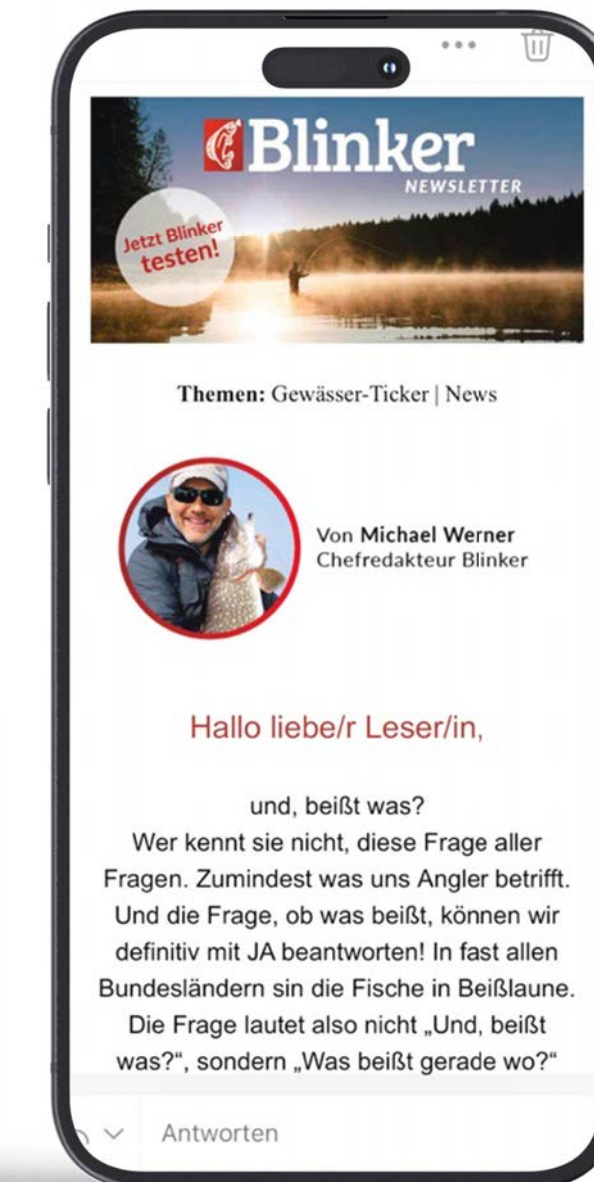 Blinker
NEWSLETTER
Jetzt Blinker
testen!
Themen: Gewässer-Ticker | News
Von Michael Werner
Chefredakteur Blinker
Hallo liebe/r Leser/in,
und, beißt was?
Wer kennt sie nicht, diese Frage aller
Fragen. Zumindest was uns Angler betrifft.
Und die Frage, ob was beißt, können wir
definitiv mit JA beantworten! In fast allen
Bundesländern sin die Fische in Beißlaune.
Die Frage lautet also nicht „Und, beißt
was?“, sondern „Was beißt gerade wo?“
Antworten